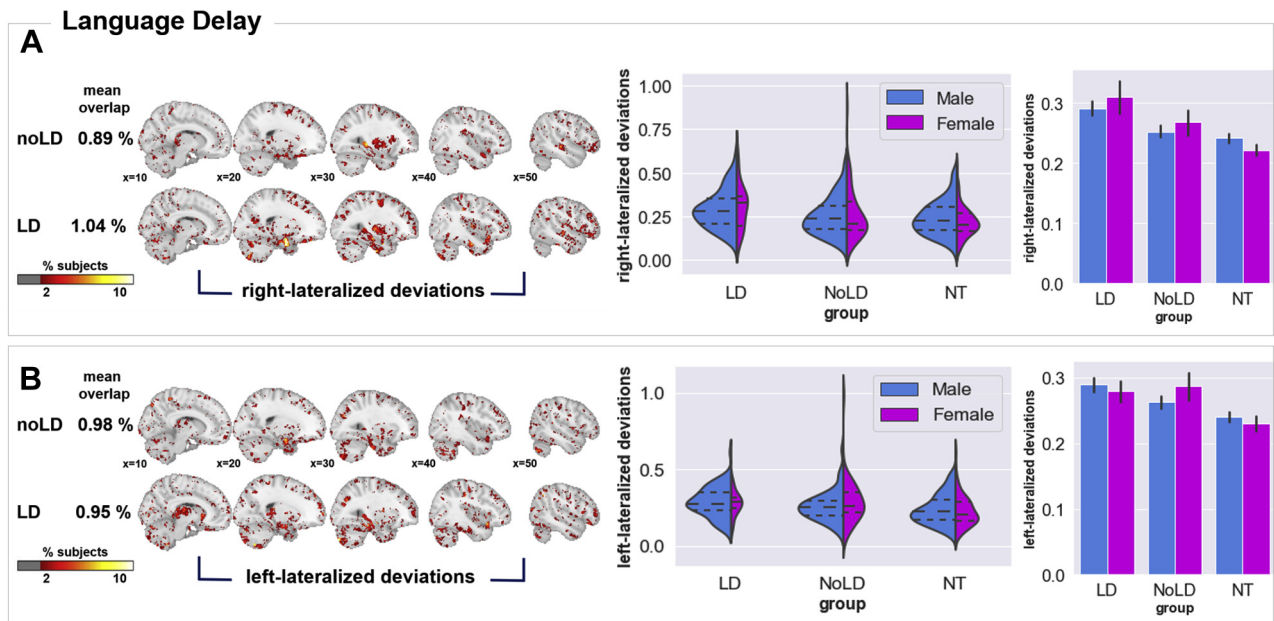 Language Delay
A
mean
overlap
noLD 0.89 %
x=10 x=20 x=30 x=40 x=50
LD 1.04 %
% subjects
2 10
right-lateralized deviations
right-lateralized deviations
1.00
0.75
0.50
0.25
0.00
Male
Female
LD NoLD NT
group
right-lateralized deviations
0.3
0.2
0.1
0.0
LD NoLD NT
group
B
mean
overlap
noLD 0.98 %
x=10 x=20 x=30 x=40 x=50
LD 0.95 %
% subjects
2 10
left-lateralized deviations
left-lateralized deviations
1.0
0.5
0.0
Male
Female
LD NoLD NT
group
left-lateralized deviations
0.3
0.2
0.1
0.0
LD NoLD NT
group